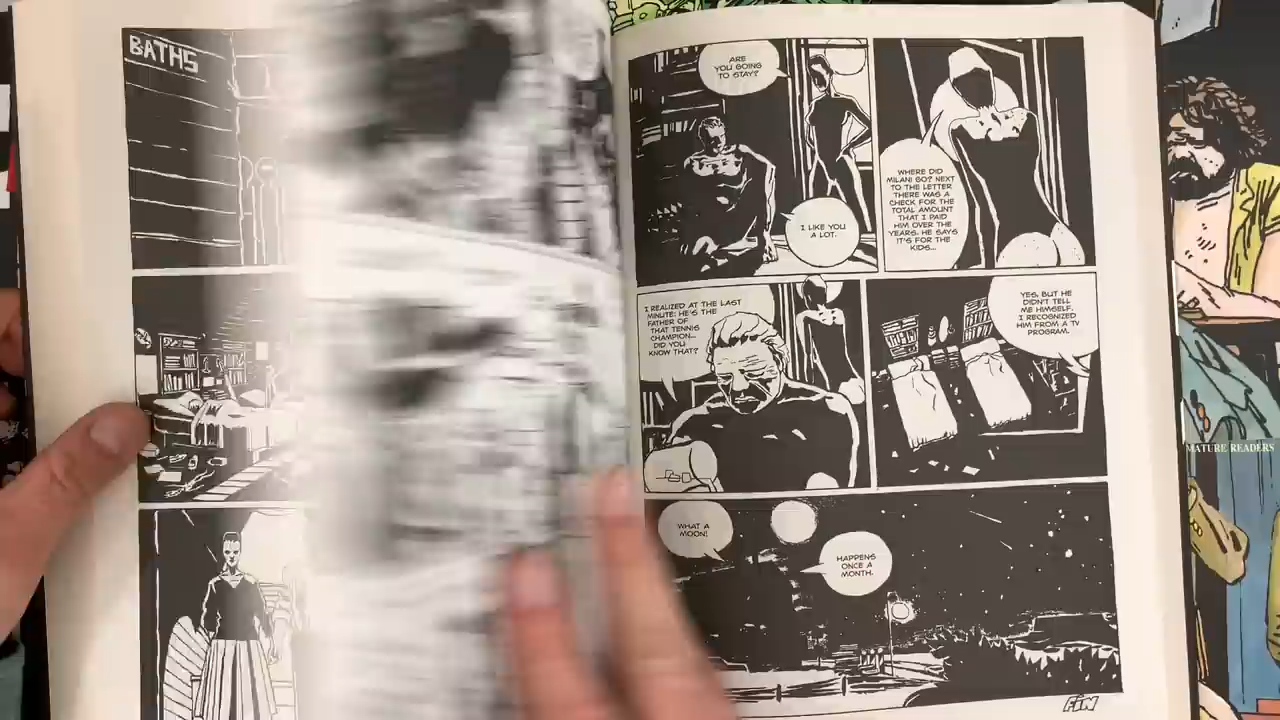 BATHS
ARE
YOU GOING
TO STAY?
I LIKE YOU
A LOT.
WHERE DID
MILANI GO? NEXT
TO THE LETTER
THERE WAS A
CHECK FOR THE
TOTAL AMOUNT
THAT I PAID
HIM OVER THE
YEARS. HE SAYS
IT'S FOR THE
KIDS...
I REALIZED AT THE LAST
MINUTE: HE'S THE
FATHER OF
THAT TENNIS
CHAMPION...
DID YOU
KNOW THAT?
YES, BUT HE
DIDN'T TELL
ME HIMSELF.
I RECOGNIZED
HIM FROM A TV
PROGRAM.
WHAT A
MOON!
HAPPENS
ONCE A
MONTH.
FIN
MATURE READERS